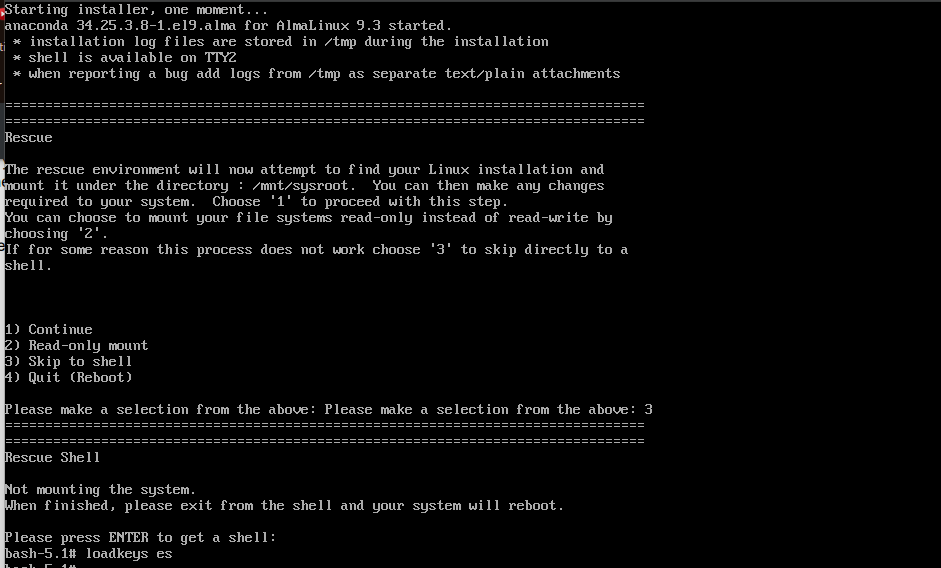 Starting installer, one moment...
anaconda 34.25.3.8-1.el9.alma for AlmaLinux 9.3 started.
* installation log files are stored in /tmp during the installation
* shell is available on TTY2
* when reporting a bug add logs from /tmp as separate text/plain attachments
================================================================================
================================================================================
Rescue
The rescue environment will now attempt to find your Linux installation and
mount it under the directory : /mnt/sysroot.  You can then make any changes
required to your system.  Choose '1' to proceed with this step.
You can choose to mount your file systems read-only instead of read-write by
choosing '2'.
If for some reason this process does not work choose '3' to skip directly to a
shell.
1) Continue
2) Read-only mount
3) Skip to shell
4) Quit (Reboot)
Please make a selection from the above: Please make a selection from the above: 3
================================================================================
================================================================================
Rescue Shell
Not mounting the system.
When finished, please exit from the shell and your system will reboot.
Please press ENTER to get a shell:
bash-5.1# loadkeys es
bash-5.1#